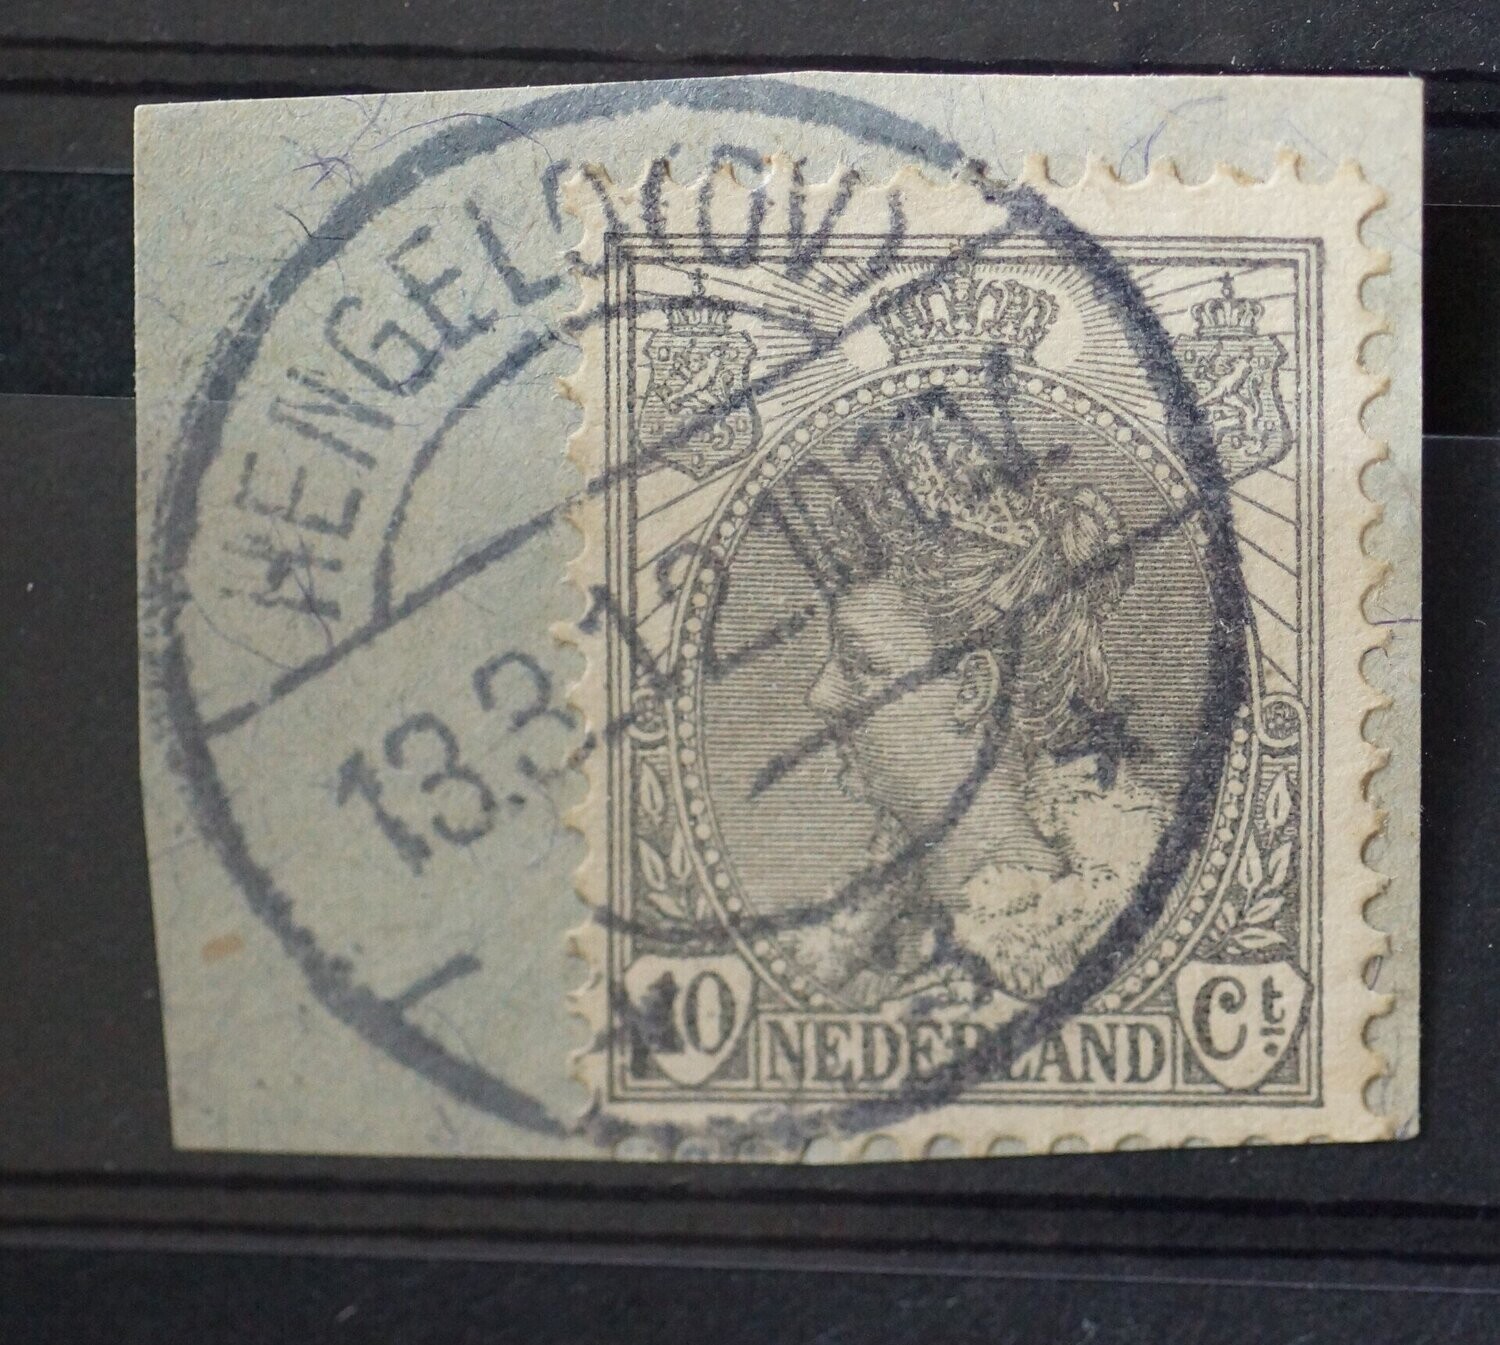 HENGELO (OV.)
13.3.12.
10 NEDERLAND Ct.